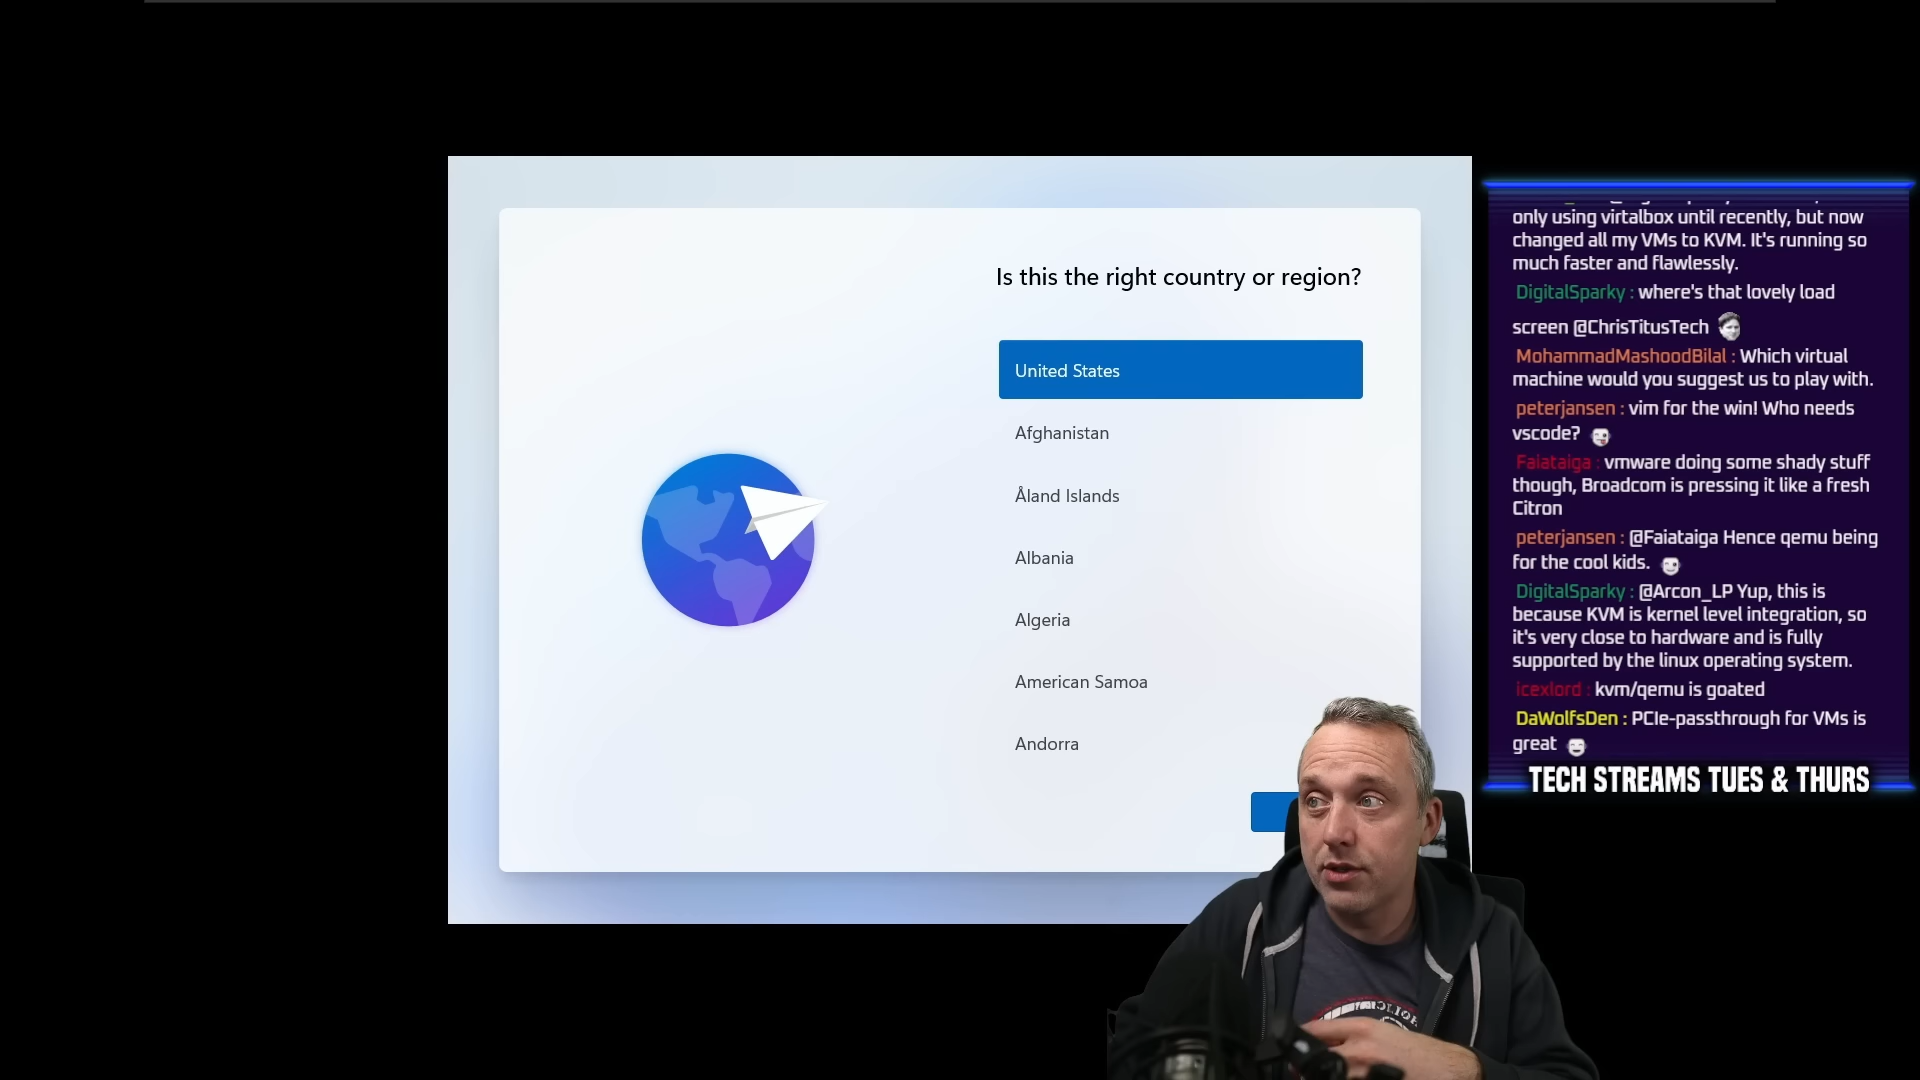 Is this the right country or region?
United States
Afghanistan
Åland Islands
Albania
Algeria
American Samoa
Andorra
only using virtalbox until recently, but now
changed all my VMs to KVM. It's running so
much faster and flawlessly.
DigitalSparky : where's that lovely load
screen @ChrisTitusTech
MohammadMashoodBilal : Which virtual
machine would you suggest us to play with.
peterjansen : vim for the win! Who needs
vscode?
Faiataiga : vmware doing some shady stuff
though, Broadcom is pressing it like a fresh
Citron
peterjansen : @Faiataiga Hence qemu being
for the cool kids.
DigitalSparky : @Arcon_LP Yup, this is
because KVM is kernel level integration, so
it's very close to hardware and is fully
supported by the linux operating system.
icexlord : kvm/qemu is goated
DaWolfsDen : PCIe-passthrough for VMs is
great
TECH STREAMS TUES & THURS